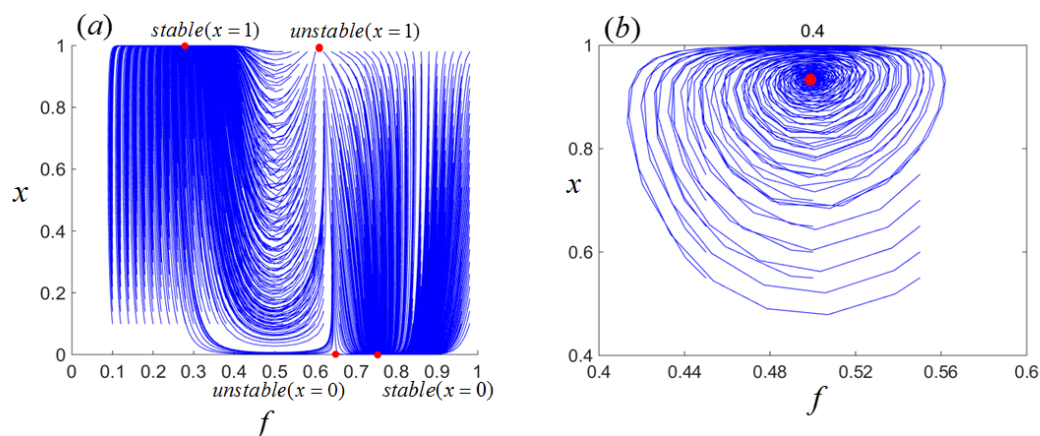 (a) stable(x = 1) unstable(x = 1)
1
0.8
0.6
x
0.4
0.2
0
0 0.1 0.2 0.3 0.4 0.5 0.6 0.7 0.8 0.9 1
unstable(x = 0) stable(x = 0)
f
(b) 0.4
1
0.8
x
0.6
0.4
0.4 0.44 0.48 0.52 0.56 0.6
f